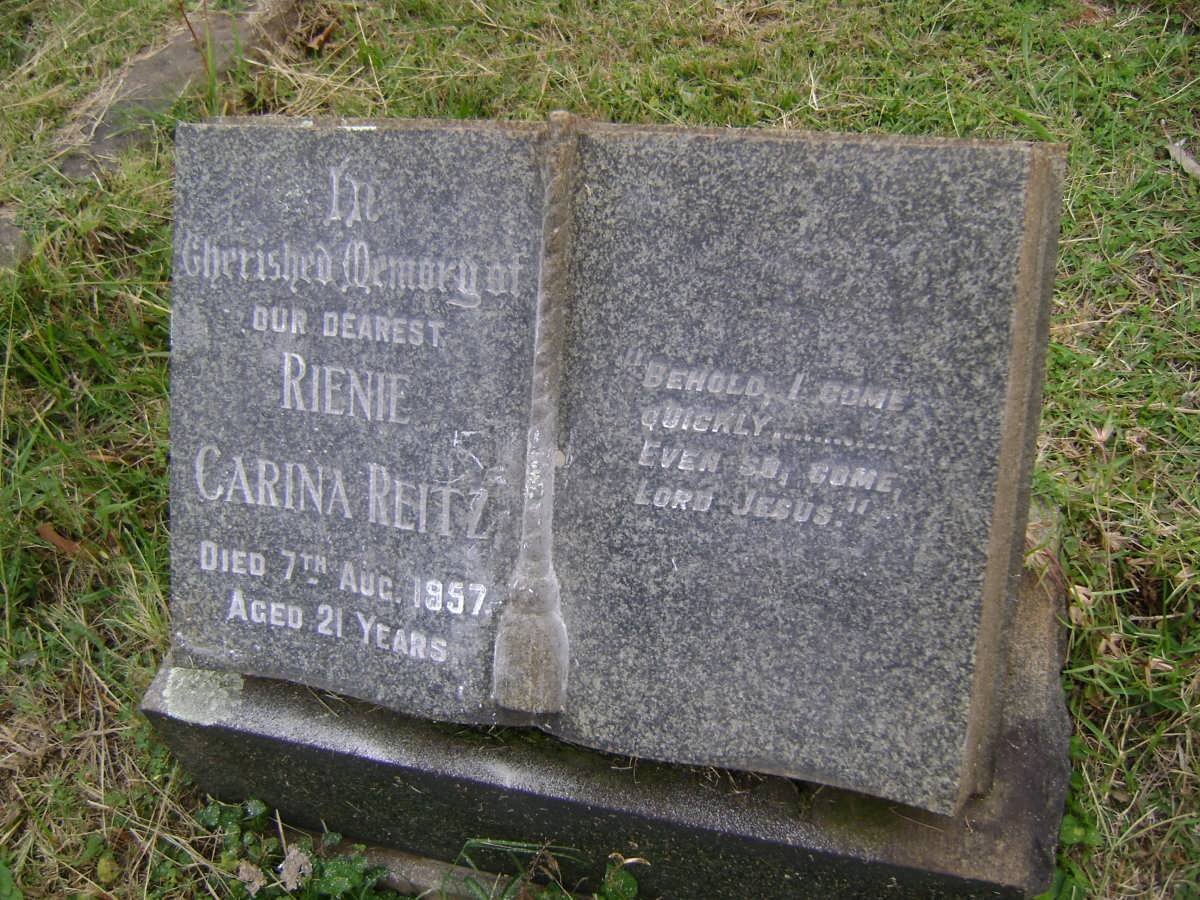 In
Cherished Memory of
OUR DEAREST
RIENIE
CARINA REITZ
DIED 7TH AUG. 1957.
AGED 21 YEARS
"BEHOLD, I COME
QUICKLY,............
EVEN SO, COME,
LORD JESUS."